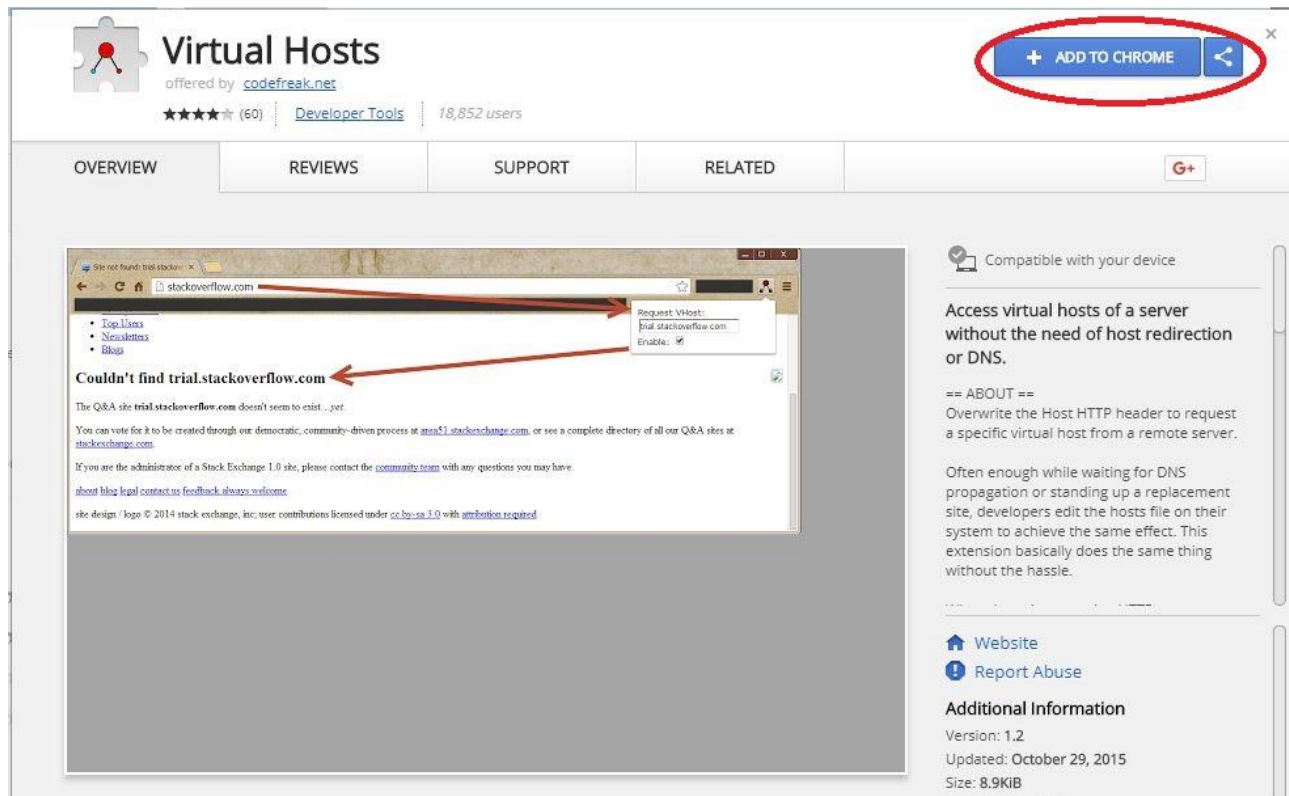 Virtual Hosts
offered by codefreak.net
(60) Developer Tools 18,852 users
+ ADD TO CHROME
×
OVERVIEW REVIEWS SUPPORT RELATED G+
Site not found: trial.stackov ×
stackoverflow.com
Request VHost:
trial.stackoverflow.com
Enable:
Top Users
Newsletters
Blogs
Couldn't find trial.stackoverflow.com
The Q&A site trial.stackoverflow.com doesn't seem to exist... yet.
You can vote for it to be created through our democratic, community-driven process at area51.stackexchange.com, or see a complete directory of all our Q&A sites at
stackexchange.com.
If you are the administrator of a Stack Exchange 1.0 site, please contact the community team with any questions you may have
about blog legal contact us feedback always welcome
site design / logo © 2014 stack exchange, inc; user contributions licensed under cc by-sa 3.0 with attribution required
Compatible with your device
Access virtual hosts of a server
without the need of host redirection
or DNS.
== ABOUT ==
Overwrite the Host HTTP header to request
a specific virtual host from a remote server.
Often enough while waiting for DNS
propagation or standing up a replacement
site, developers edit the hosts file on their
system to achieve the same effect. This
extension basically does the same thing
without the hassle.
Website
Report Abuse
Additional Information
Version: 1.2
Updated: October 29, 2015
Size: 8.9KiB